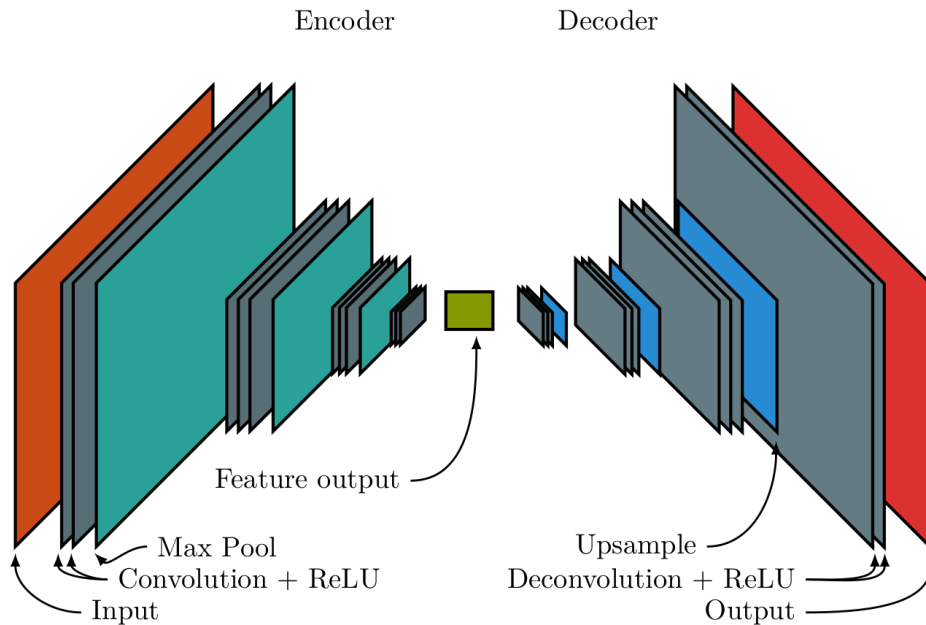 Encoder
Decoder
Feature output
Max Pool
Upsample
Convolution + ReLU
Deconvolution + ReLU
Input
Output